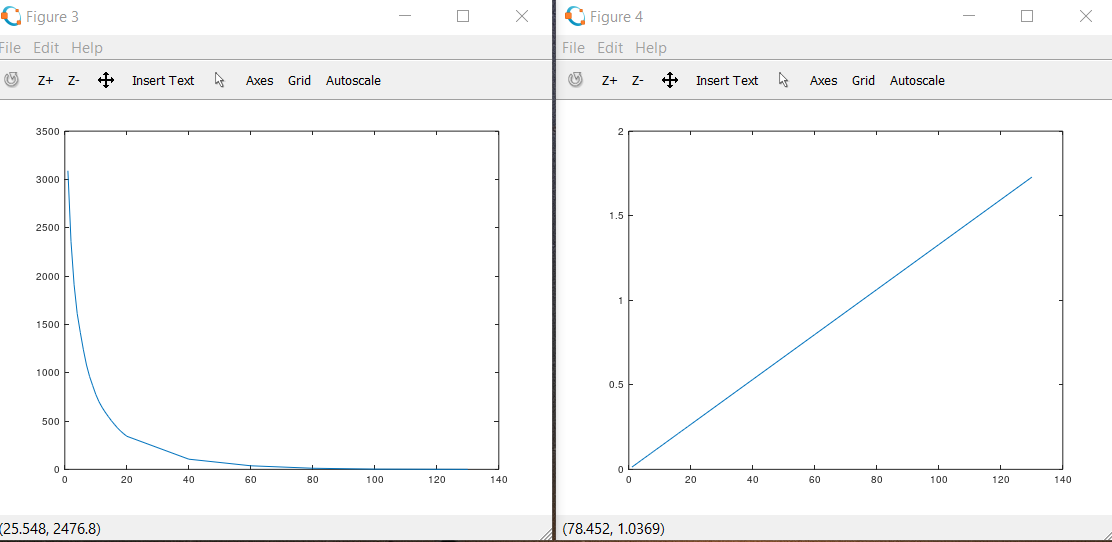 Figure 3
File Edit Help
Z+ Z- Insert Text Axes Grid Autoscale
3500
3000
2500
2000
1500
1000
500
0
0 20 40 60 80 100 120 140
(25.548, 2476.8)
Figure 4
File Edit Help
Z+ Z- Insert Text Axes Grid Autoscale
2
1.5
1
0.5
0
0 20 40 60 80 100 120 140
(78.452, 1.0369)